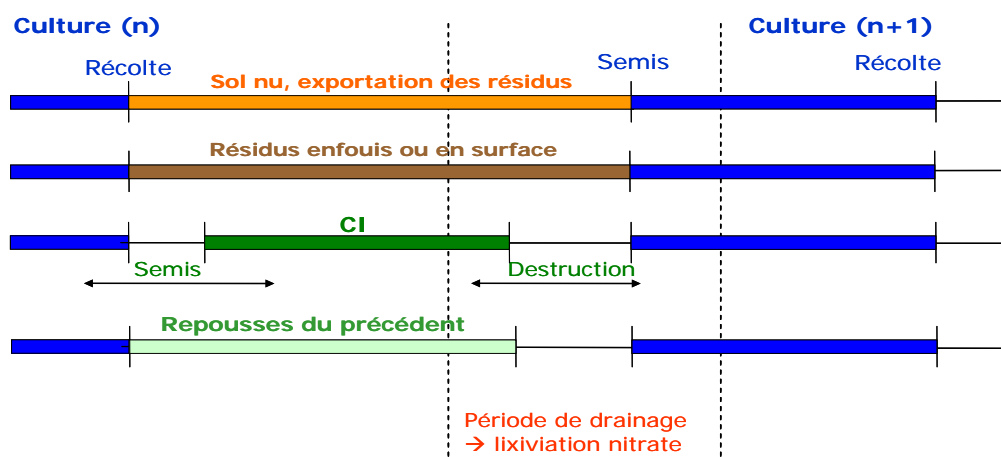 Culture (n)
Culture (n+1)
Récolte
Semis
Récolte
Sol nu, exportation des résidus
Résidus enfouis ou en surface
CI
Semis
Destruction
Repousses du précédent
Période de drainage
→ lixiviation nitrate